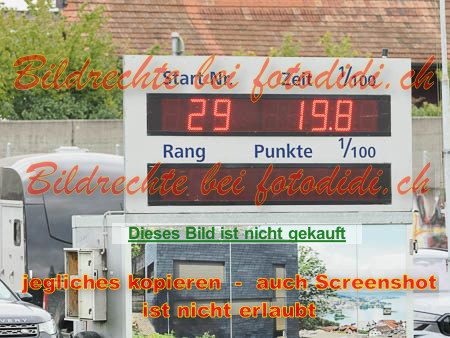 Bildrechte bei fotodidi.ch
Start Nr. Zeit 1/100
29 19.8
Rang Punkte 1/100
Bildrechte bei fotodidi.ch
Dieses Bild ist nicht gekauft
jegliches kopieren - auch Screenshot
ist nicht erlaubt